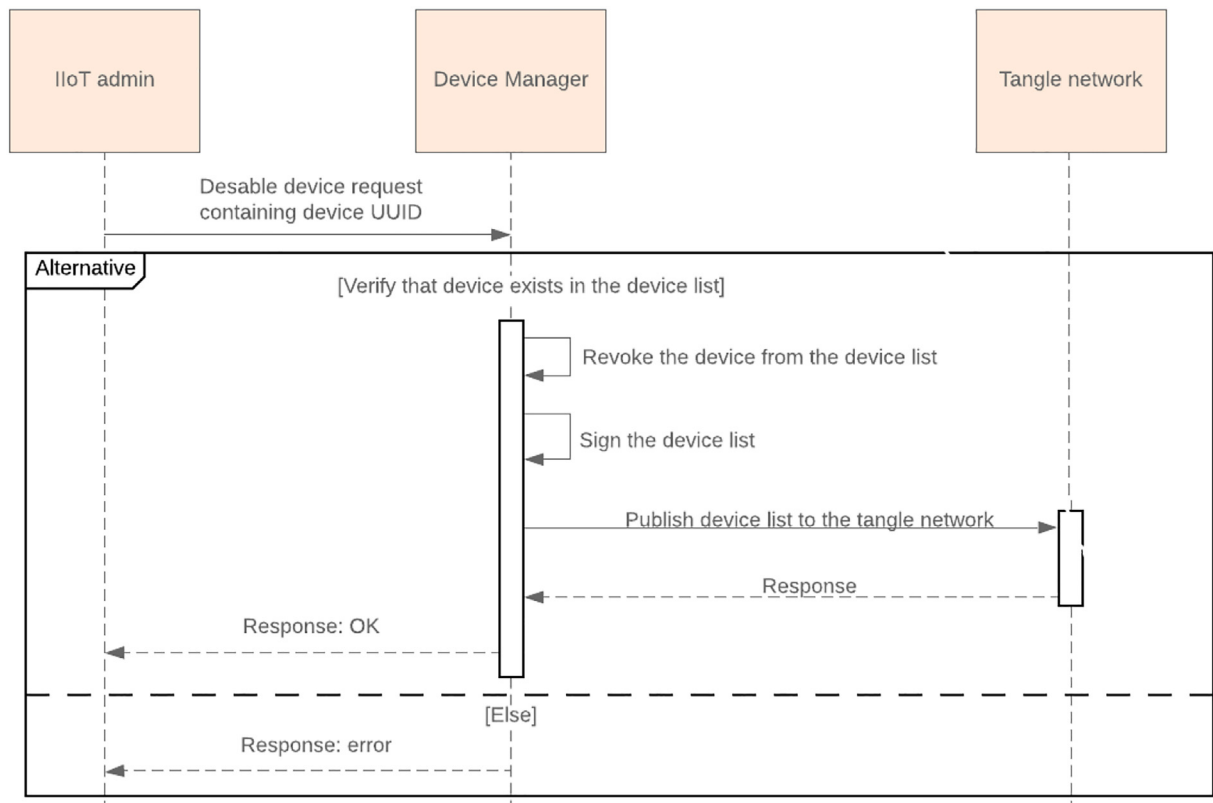 IIoT admin
Device Manager
Tangle network
Desable device request
containing device UUID
Alternative
[Verify that device exists in the device list]
Revoke the device from the device list
Sign the device list
Publish device list to the tangle network
Response
Response: OK
[Else]
Response: error